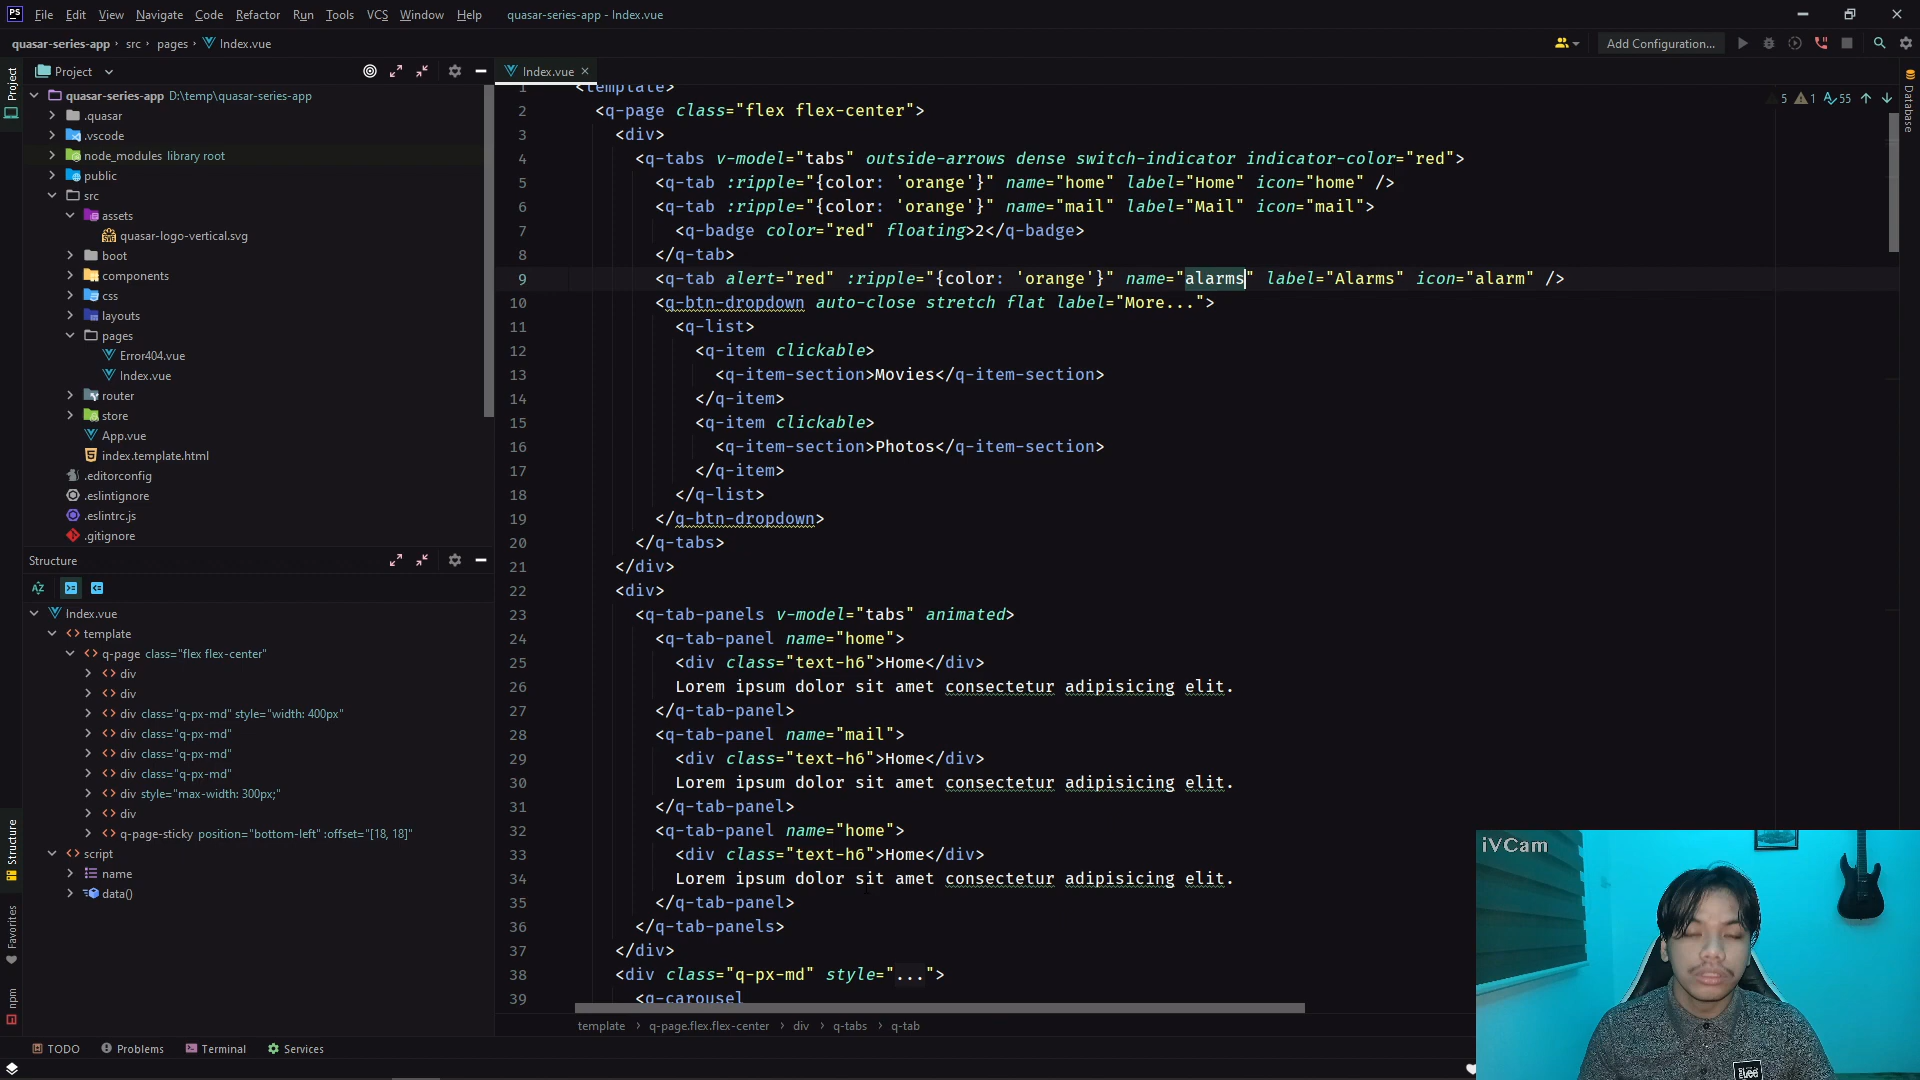 PS File Edit View Navigate Code Refactor Run Tools VCS Window Help quasar-series-app - Index.vue
quasar-series-app › src › pages › Index.vue
Add Configuration...
Project
Index.vue
quasar-series-app D:\temp\quasar-series-app
.quasar
.vscode
node_modules library root
public
src
assets
quasar-logo-vertical.svg
boot
components
css
layouts
pages
Error404.vue
Index.vue
router
store
App.vue
index.template.html
.editorconfig
.eslintignore
.eslintrc.js
.gitignore
Structure
Index.vue
template
q-page class="flex flex-center"
div
div
div class="q-px-md" style="width: 400px"
div class="q-px-md"
div class="q-px-md"
div class="q-px-md"
div style="max-width: 300px;"
div
q-page-sticky position="bottom-left" :offset="[18, 18]"
script
name
data()
Project
Structure
Favorites
npm
1 <template>
2 <q-page class="flex flex-center">
3 <div>
4 <q-tabs v-model="tabs" outside-arrows dense switch-indicator indicator-color="red">
5 <q-tab :ripple="{color: 'orange'}" name="home" label="Home" icon="home" />
6 <q-tab :ripple="{color: 'orange'}" name="mail" label="Mail" icon="mail">
7 <q-badge color="red" floating>2</q-badge>
8 </q-tab>
9 <q-tab alert="red" :ripple="{color: 'orange'}" name="alarms" label="Alarms" icon="alarm" />
10 <q-btn-dropdown auto-close stretch flat label="More...">
11 <q-list>
12 <q-item clickable>
13 <q-item-section>Movies</q-item-section>
14 </q-item>
15 <q-item clickable>
16 <q-item-section>Photos</q-item-section>
17 </q-item>
18 </q-list>
19 </q-btn-dropdown>
20 </q-tabs>
21 </div>
22 <div>
23 <q-tab-panels v-model="tabs" animated>
24 <q-tab-panel name="home">
25 <div class="text-h6">Home</div>
26 Lorem ipsum dolor sit amet consectetur adipisicing elit.
27 </q-tab-panel>
28 <q-tab-panel name="mail">
29 <div class="text-h6">Home</div>
30 Lorem ipsum dolor sit amet consectetur adipisicing elit.
31 </q-tab-panel>
32 <q-tab-panel name="home">
33 <div class="text-h6">Home</div>
34 Lorem ipsum dolor sit amet consectetur adipisicing elit.
35 </q-tab-panel>
36 </q-tab-panels>
37 </div>
38 <div class="q-px-md" style="...">
39 <q-carousel
5 1 55
Database
template › q-page.flex.flex-center › div › q-tabs › q-tab
TODO Problems Terminal Services
iVCam